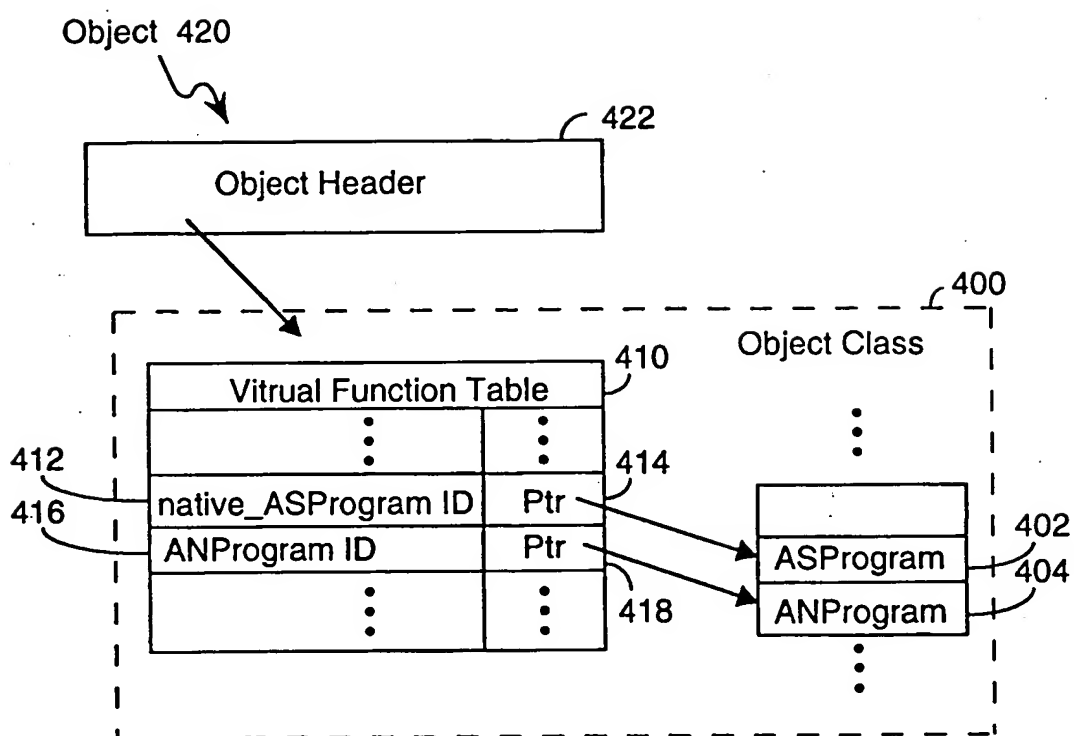 Object 420
422
Object Header
400
Object Class
410
Vitrual Function Table
412
414
native_ASProgram ID Ptr
416
ANProgram ID Ptr
418
402
ASProgram
404
ANProgram